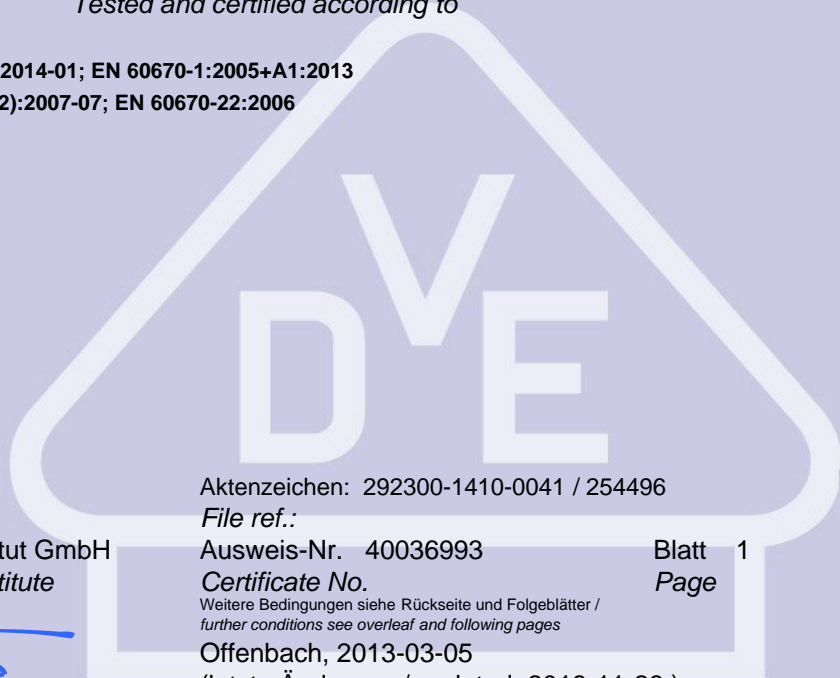 Tested and certified according to
2014-01; EN 60670-1:2005+A1:2013
2):2007-07; EN 60670-22:2006
VDE
Aktenzeichen: 292300-1410-0041 / 254496
File ref.:
tut GmbH Ausweis-Nr. 40036993 Blatt 1
titute Certificate No. Page
Weitere Bedingungen siehe Rückseite und Folgeblätter /
further conditions see overleaf and following pages
Offenbach, 2013-03-05